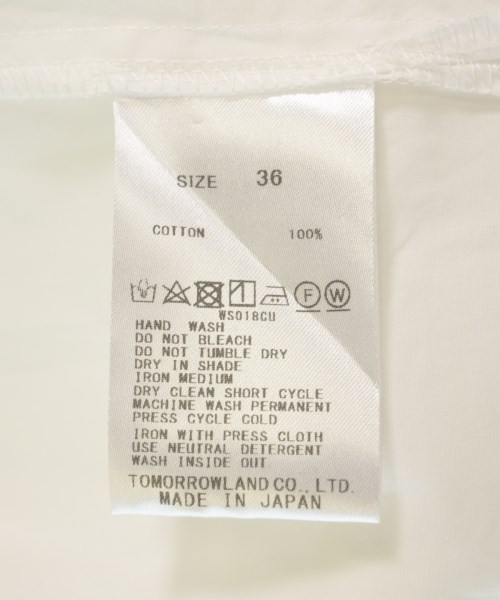 SIZE 36
COTTON 100%
F W
WS018CU
HAND WASH
DO NOT BLEACH
DO NOT TUMBLE DRY
DRY IN SHADE
IRON MEDIUM
DRY CLEAN SHORT CYCLE
MACHINE WASH PERMANENT
PRESS CYCLE COLD
IRON WITH PRESS CLOTH
USE NEUTRAL DETERGENT
WASH INSIDE OUT
TOMORROWLAND CO., LTD.
MADE IN JAPAN